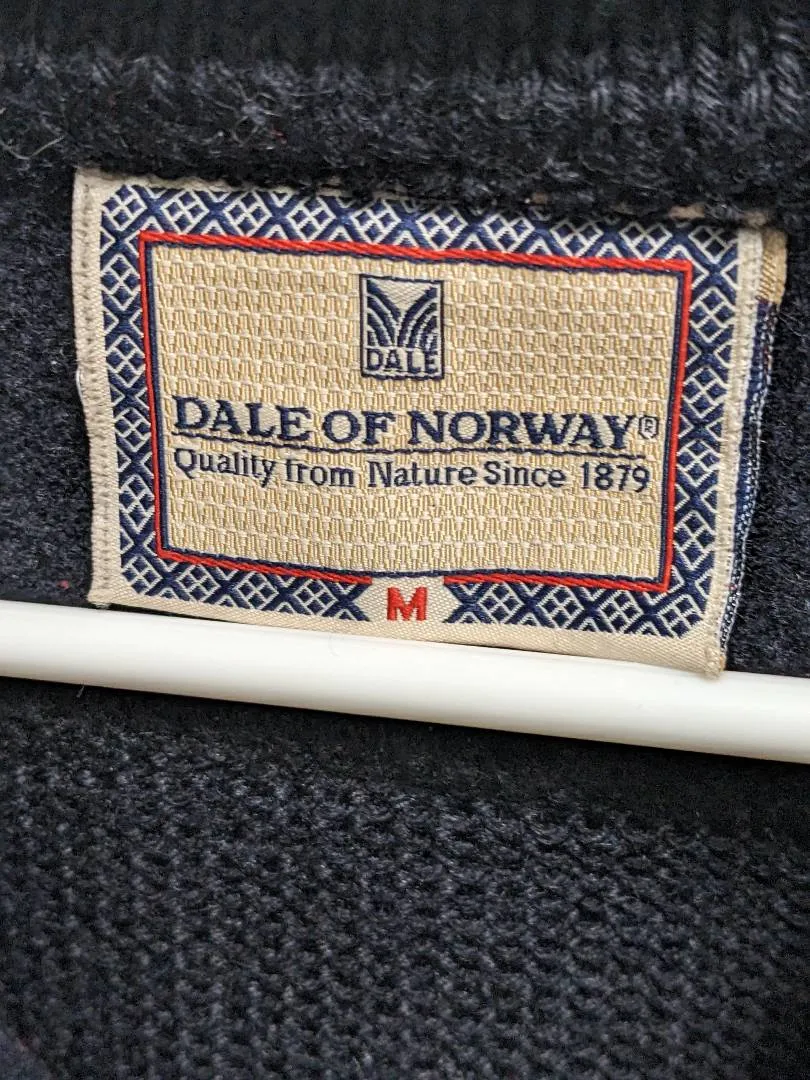 DALE
DALE OF NORWAY®
Quality from Nature Since 1879
M